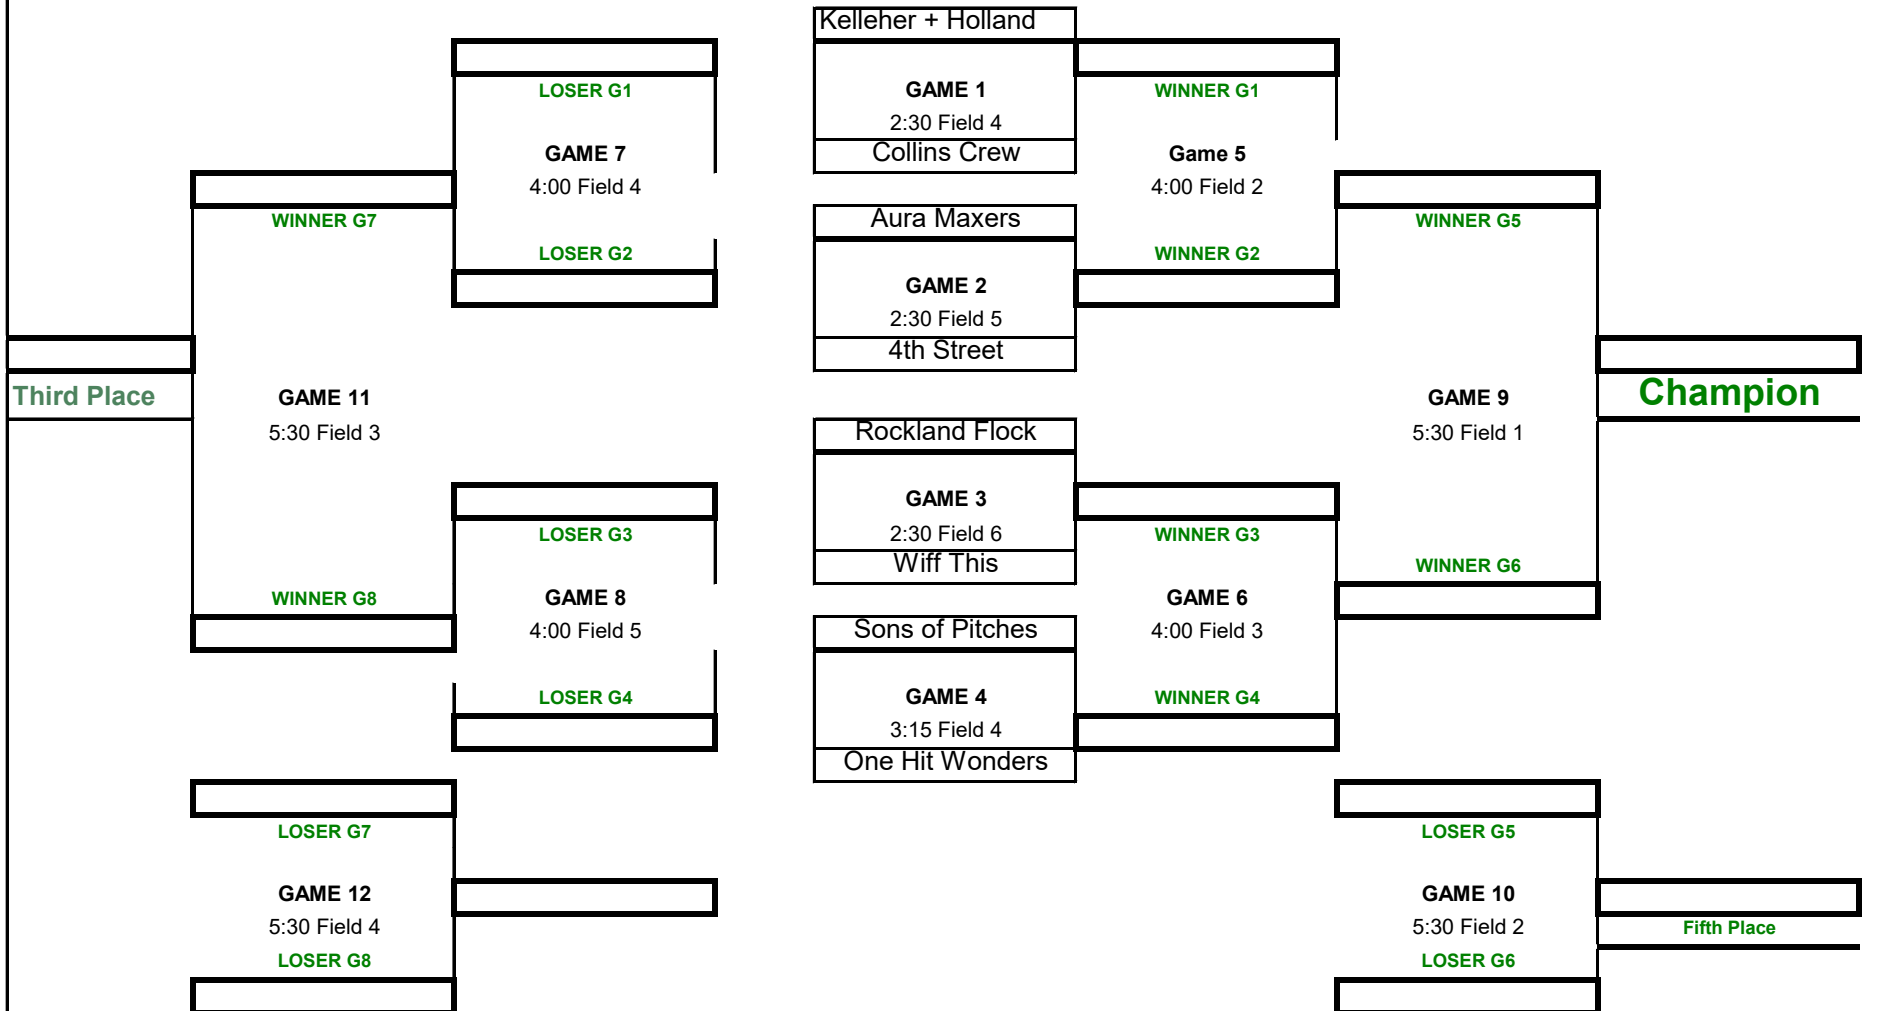 Kelleher + Holland
LOSER G1
GAME 1
WINNER G1
2:30 Field 4
GAME 7
Collins Crew
Game 5
4:00 Field 4
4:00 Field 2
WINNER G7
Aura Maxers
WINNER G5
LOSER G2
WINNER G2
GAME 2
2:30 Field 5
4th Street
Third Place
GAME 11
GAME 9
Champion
5:30 Field 3
Rockland Flock
5:30 Field 1
GAME 3
LOSER G3
2:30 Field 6
WINNER G3
Wiff This
WINNER G6
WINNER G8
GAME 8
GAME 6
4:00 Field 5
Sons of Pitches
4:00 Field 3
LOSER G4
GAME 4
WINNER G4
3:15 Field 4
One Hit Wonders
LOSER G7
LOSER G5
GAME 12
GAME 10
5:30 Field 4
5:30 Field 2
Fifth Place
LOSER G8
LOSER G6